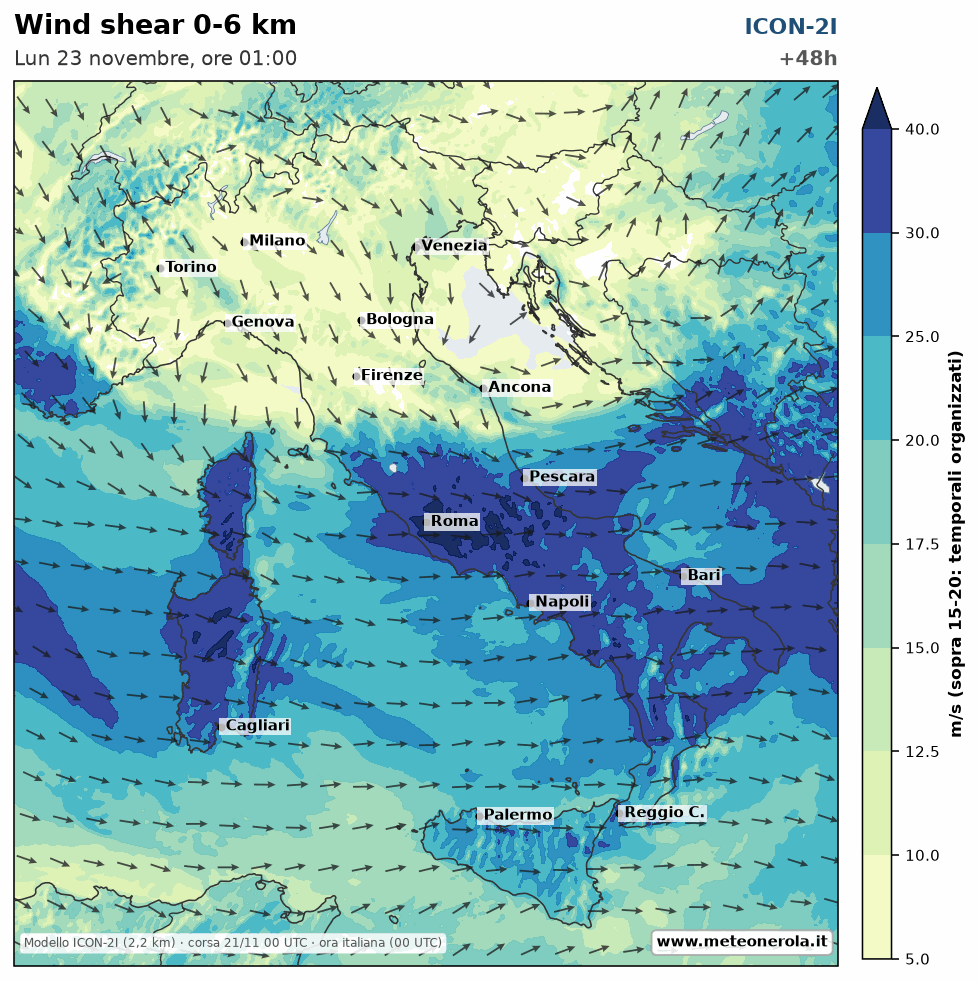 Wind shear 0-6 km
ICON-2I
Lun 23 novembre, ore 01:00
+48h
40.0
30.0
25.0
20.0
17.5
15.0
12.5
10.0
5.0
m/s (sopra 15-20: temporali organizzati)
Milano
Venezia
Torino
Genova
Bologna
Firenze
Ancona
Pescara
Roma
Bari
Napoli
Cagliari
Palermo
Reggio C.
Modello ICON-2I (2,2 km) · corsa 21/11 00 UTC · ora italiana (00 UTC)
www.meteonerola.it